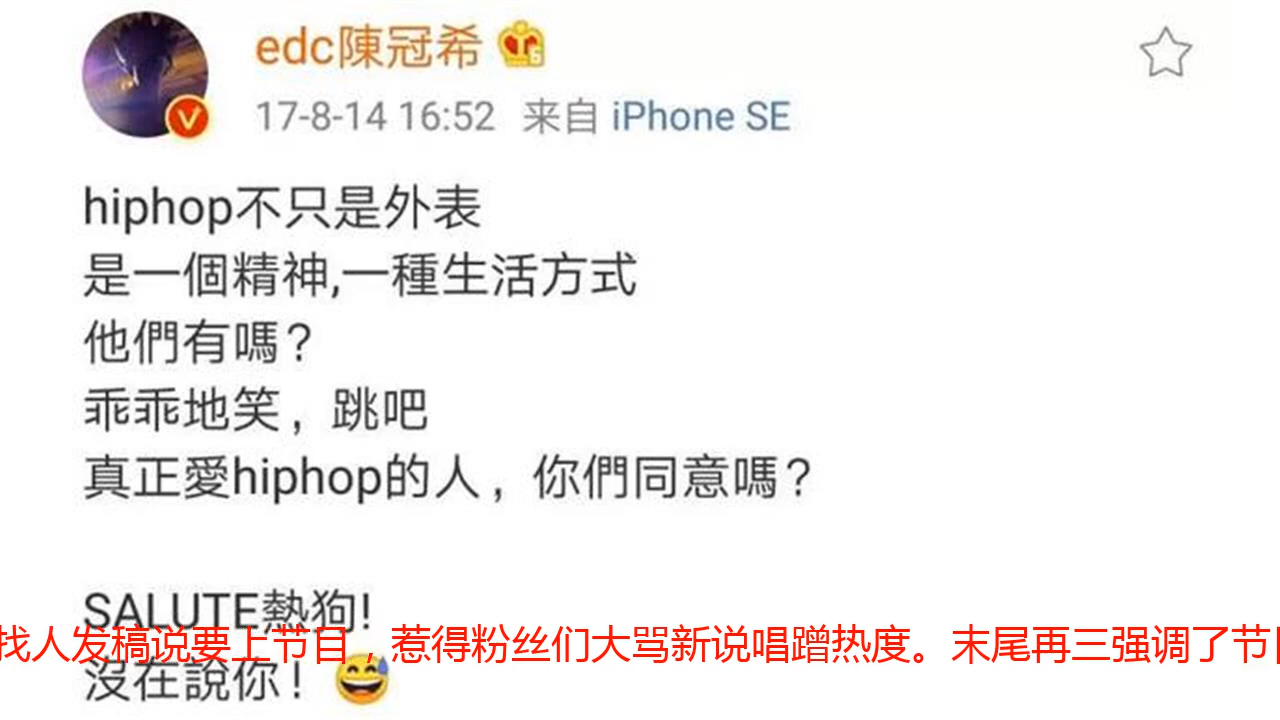 edc陳冠希
17-8-14 16:52 来自 iPhone SE
hiphop不只是外表
是一個精神,一種生活方式
他們有嗎？
乖乖地笑，跳吧
真正愛hiphop的人，你們同意嗎？
SALUTE熱狗!
找人发稿说要上节目，惹得粉丝们大骂新说唱蹭热度。末尾再三强调了节目
沒在說你！😅